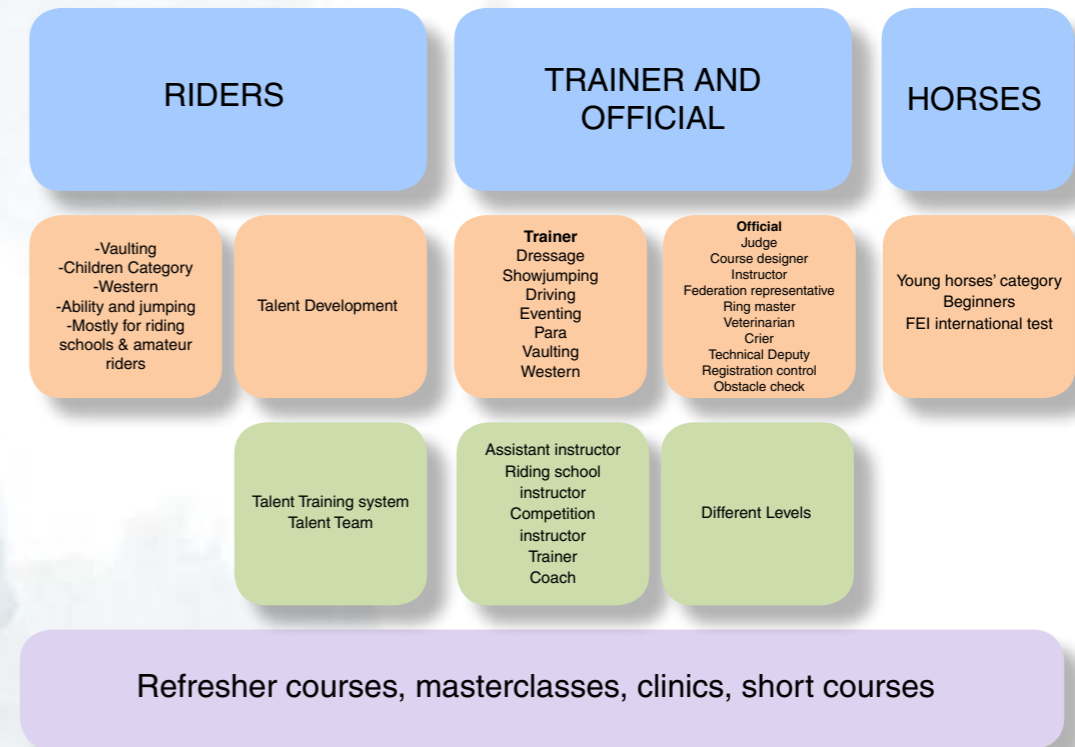 RIDERS
TRAINER AND
OFFICIAL
HORSES
-Vaulting
-Children Category
-Western
-Ability and jumping
-Mostly for riding
schools & amateur
riders
Talent Development
Trainer
Dressage
Showjumping
Driving
Eventing
Para
Vaulting
Western
Official
Judge
Course designer
Instructor
Federation representative
Ring master
Veterinarian
Crier
Technical Deputy
Registration control
Obstacle check
Young horses’ category
Beginners
FEI international test
Talent Training system
Talent Team
Assistant instructor
Riding school
instructor
Competition
instructor
Trainer
Coach
Different Levels
Refresher courses, masterclasses, clinics, short courses